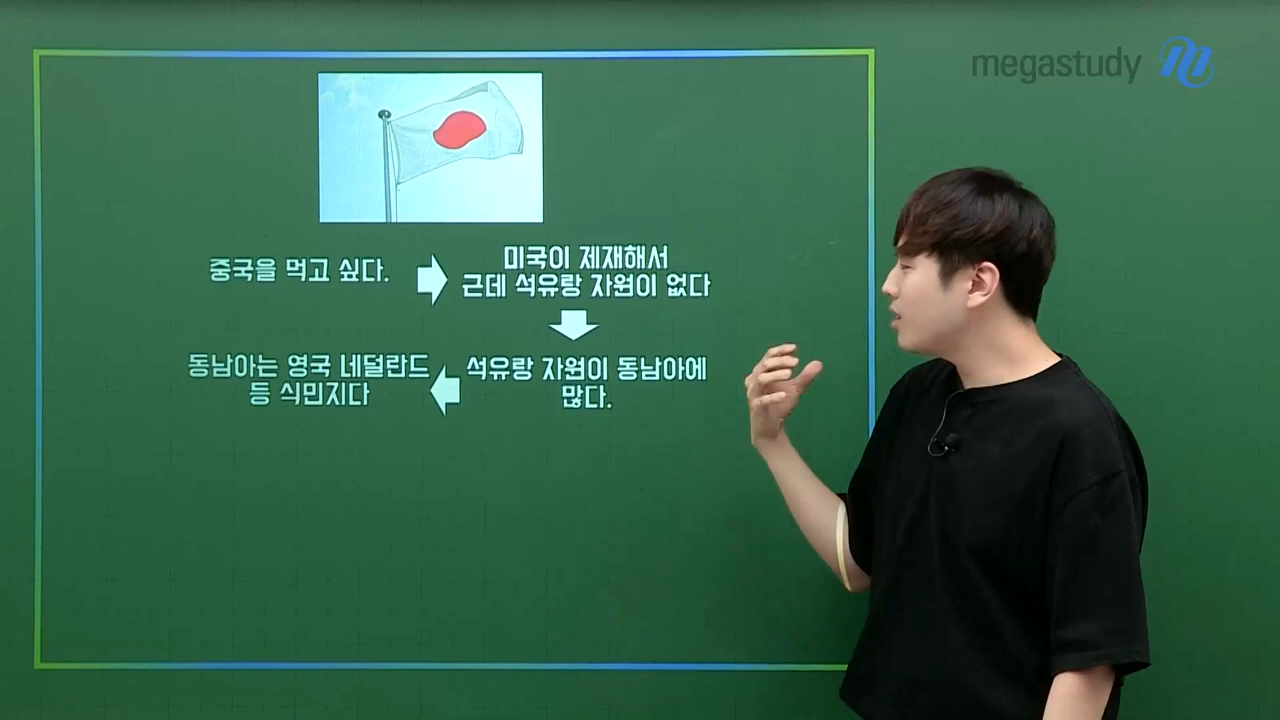 megastudy
중국을 먹고 싶다.
미국이 제재해서
근데 석유랑 자원이 없다
석유랑 자원이 동남아에
많다.
동남아는 영국 네덜란드
등 식민지다